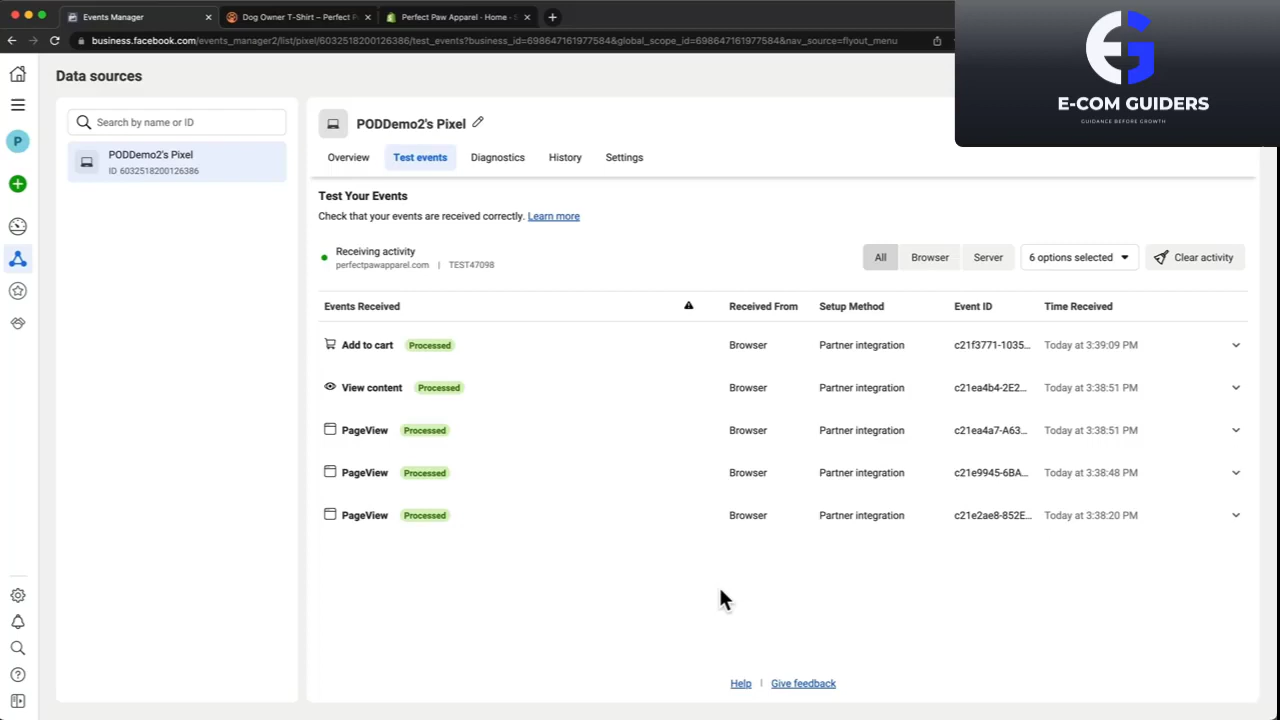 Events Manager
Dog Owner T-Shirt – Perfect P
Perfect Paw Apparel · Home · S
business.facebook.com/events_manager2/list/pixel/6032518200126386/test_events?business_id=698647161977584&global_scope_id=698647161977584&nav_source=flyout_menu
EG
E-COM GUIDERS
GUIDANCE BEFORE GROWTH
Data sources
P
Search by name or ID
PODDemo2's Pixel
ID 6032518200126386
PODDemo2's Pixel
Overview Test events Diagnostics History Settings
Test Your Events
Check that your events are received correctly. Learn more
Receiving activity
perfectpawapparel.com | TEST47098
All Browser Server 6 options selected Clear activity
Events Received Received From Setup Method Event ID Time Received
Add to cart Processed Browser Partner integration c21f3771-1035... Today at 3:39:09 PM
View content Processed Browser Partner integration c21ea4b4-2E2... Today at 3:38:51 PM
PageView Processed Browser Partner integration c21ea4a7-A63... Today at 3:38:51 PM
PageView Processed Browser Partner integration c21e9945-6BA... Today at 3:38:48 PM
PageView Processed Browser Partner integration c21e2ae8-852E... Today at 3:38:20 PM
Help | Give feedback